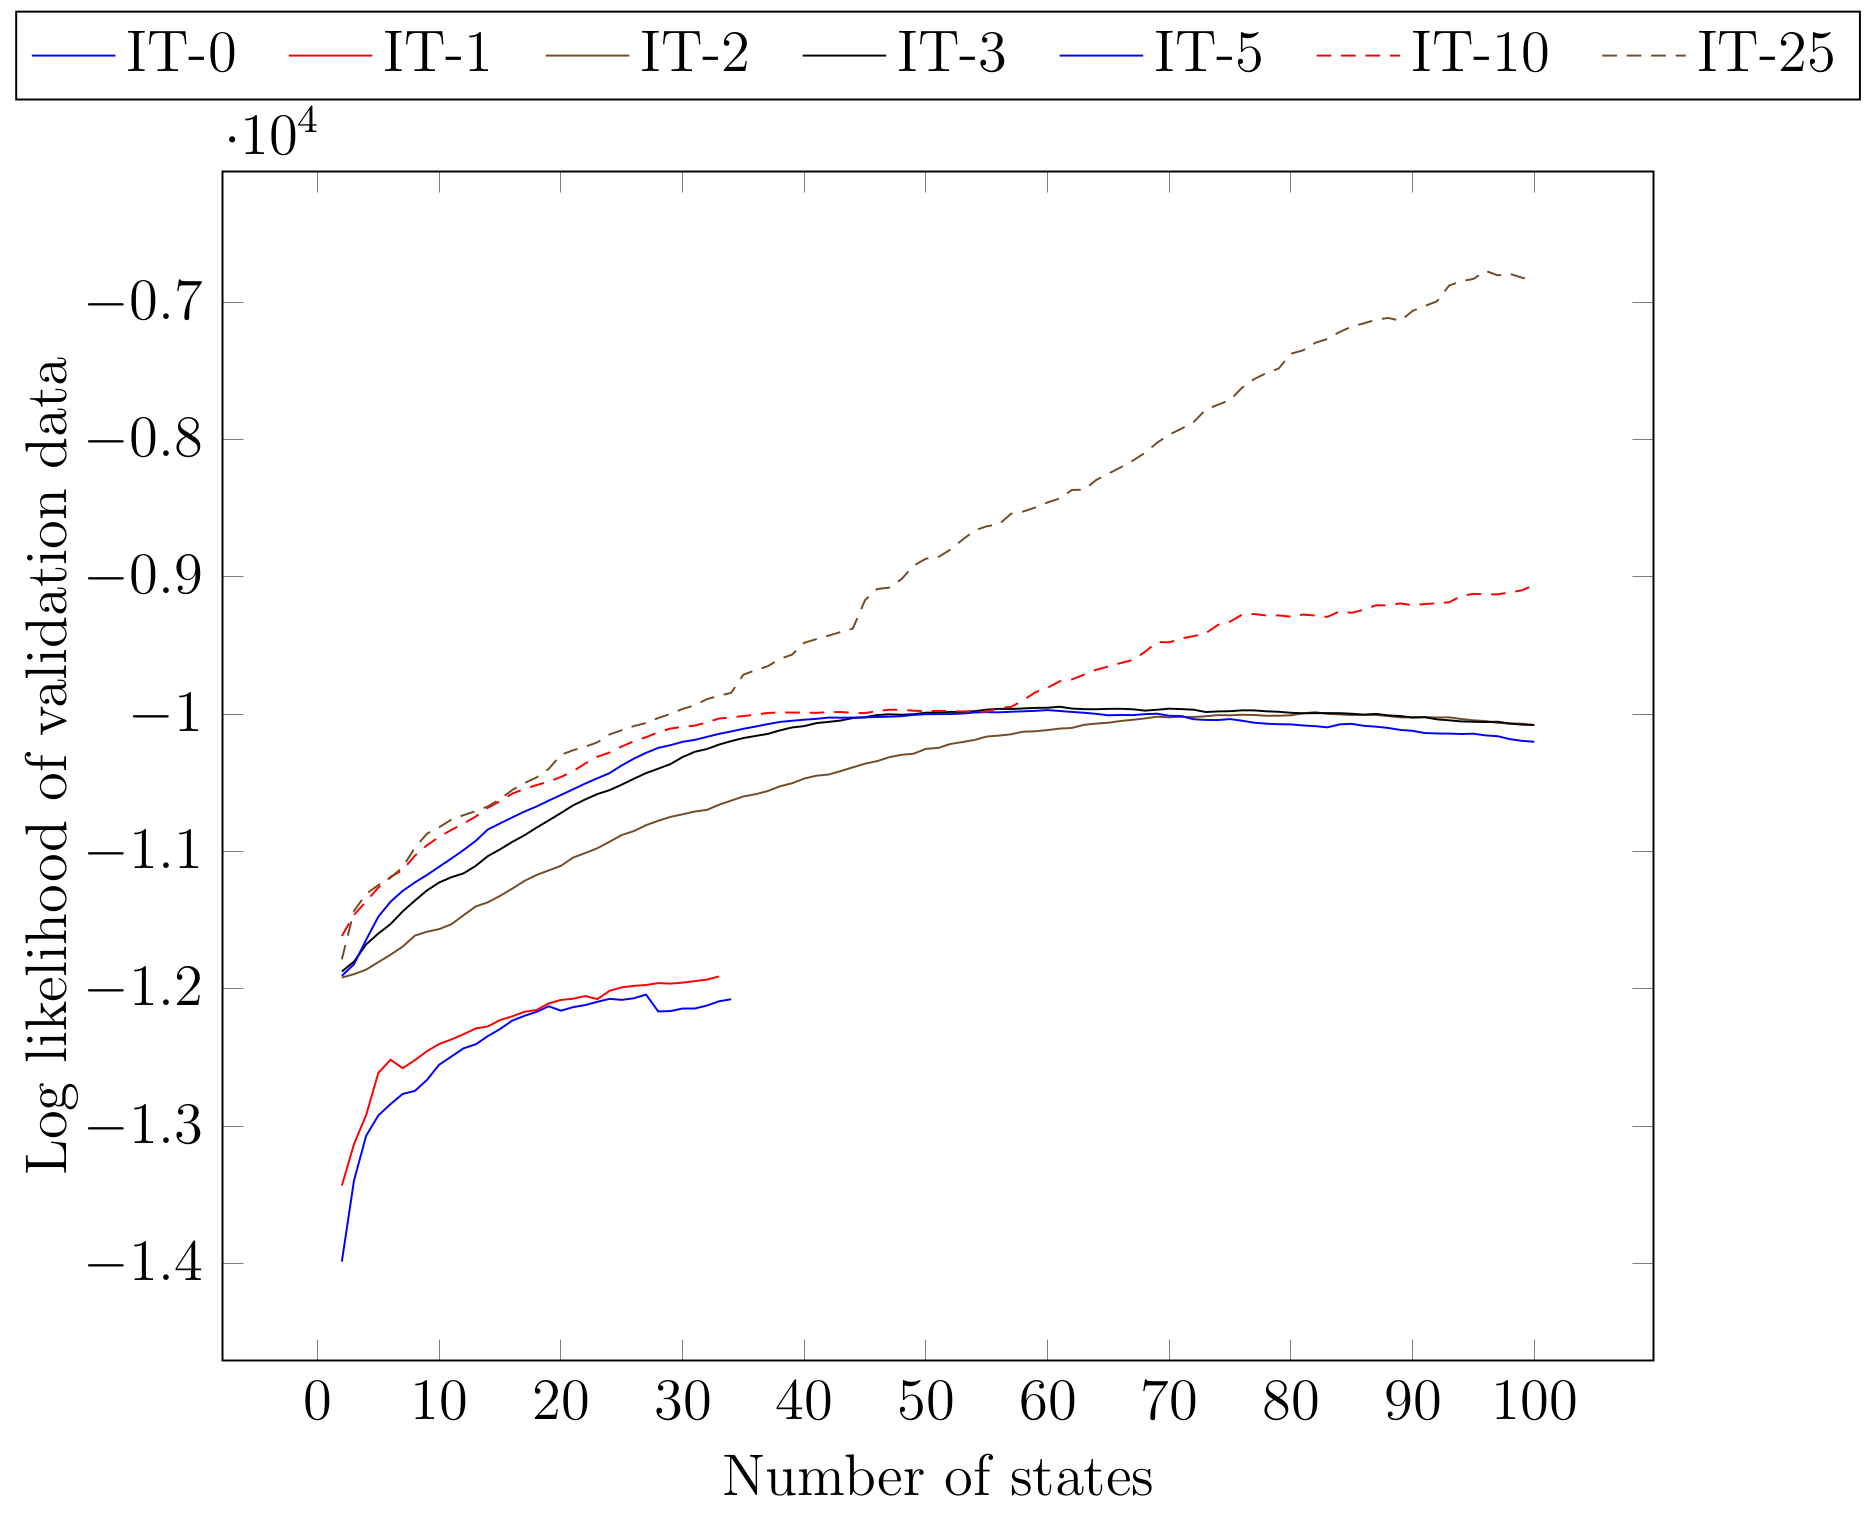 IT-0 IT-1 IT-2 IT-3 IT-5 IT-10 IT-25
·10⁴
−0.7
−0.8
−0.9
−1
−1.1
−1.2
−1.3
−1.4
Log likelihood of validation data
0 10 20 30 40 50 60 70 80 90 100
Number of states